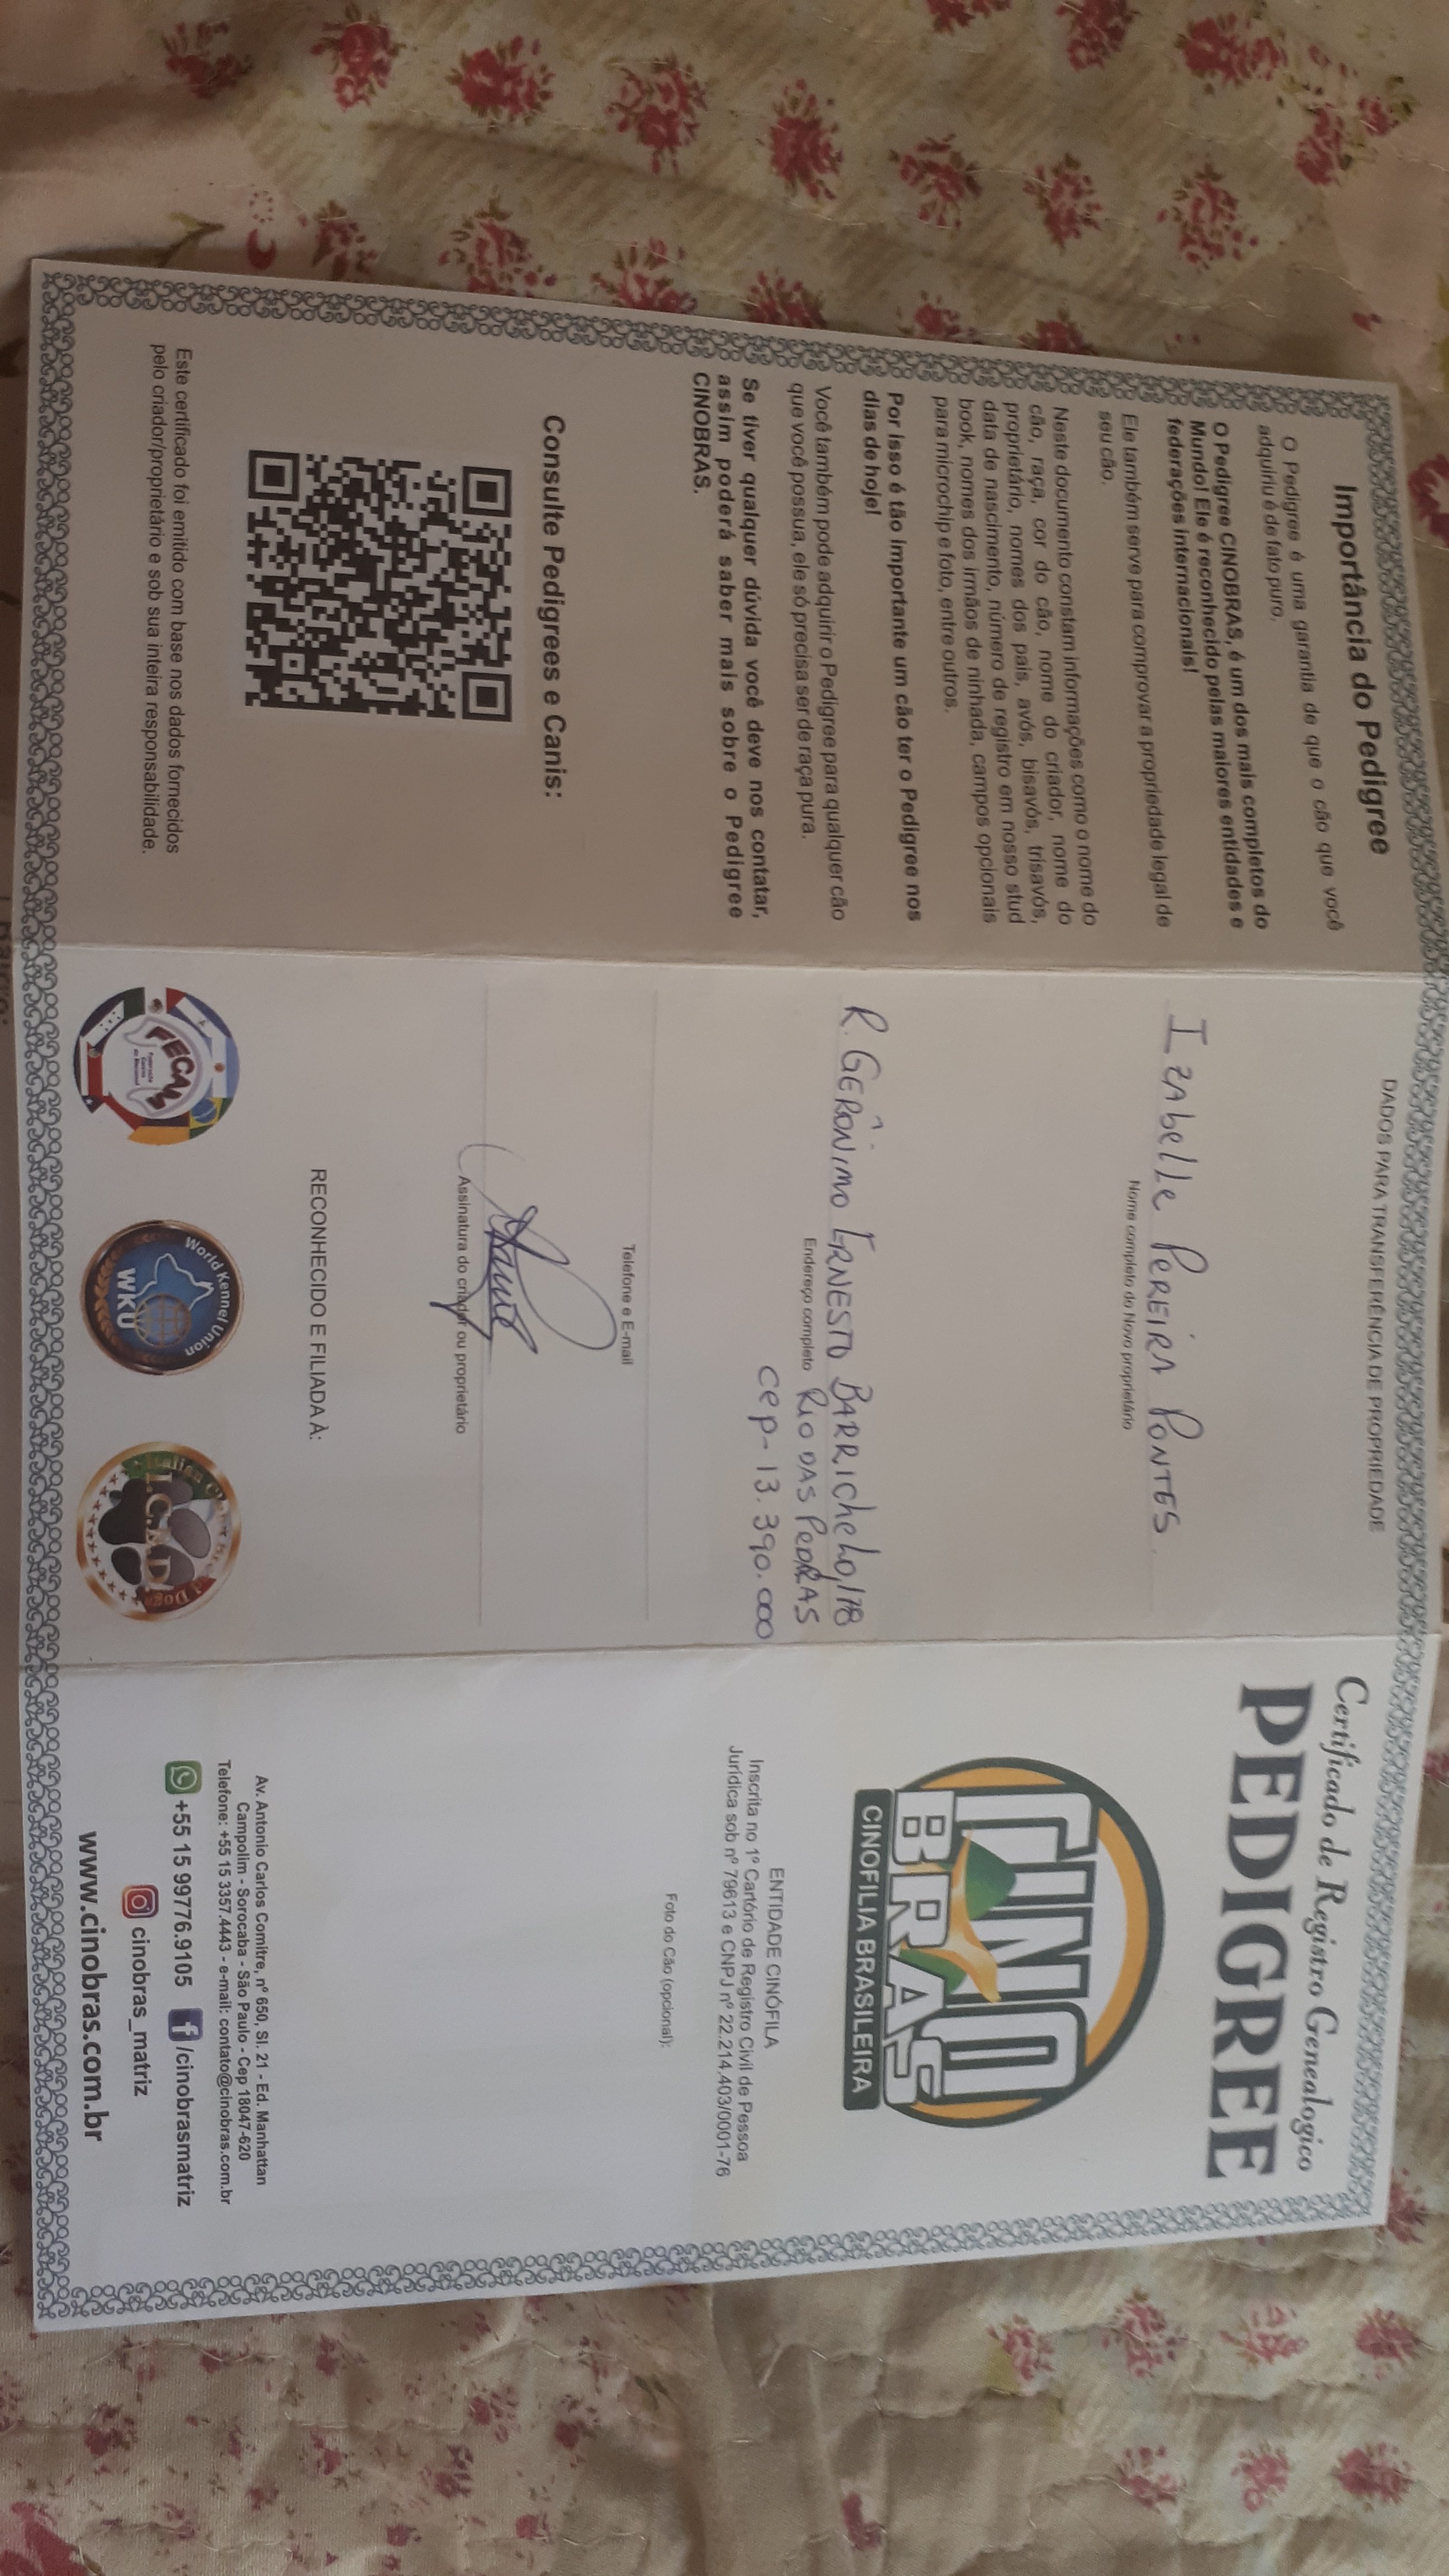 Importância do Pedigree
O Pedigree é uma garantia de que o cão que você
adquiriu é de fato puro.
O Pedigree CINOBRAS, é um dos mais completos do
Mundo! Ele é reconhecido pelas maiores entidades e
federações internacionais!
Ele também serve para comprovar a propriedade legal de
seu cão.
Neste documento constam informações como o nome do
cão, raça, cor do cão, nome do criador, nome do
proprietário, nomes dos pais, avós, bisavós, trisavós,
data de nascimento, número de registro em nosso stud
book, nomes dos irmãos de ninhada, campos opcionais
para microchip e foto, entre outros.
Por isso é tão importante um cão ter o Pedigree nos
dias de hoje!
Você também pode adquirir o Pedigree para qualquer cão
que você possua, ele só precisa ser de raça pura.
Se tiver qualquer dúvida você deve nos contatar,
assim poderá saber mais sobre o Pedigree
CINOBRAS.
Consulte Pedigrees e Canis:
Este certificado foi emitido com base nos dados fornecidos
pelo criador/proprietário e sob sua inteira responsabilidade.
DADOS PARA TRANSFERÊNCIA DE PROPRIEDADE
Izabelle Pereira Pontes
Nome completo do Novo proprietário
R. Gerônimo Ernesto Barrichelo/178
Endereço completo
Rio das Pedras
cep-13.390.000
Telefone e E-mail
Assinatura do criador ou proprietário
RECONHECIDO E FILIADA À:
FECAM
World Kennel Union
WKU
I.C.B.D
Certificado de Registro Genealogico
PEDIGREE
CINO
BRAS
CINOFILIA BRASILEIRA
ENTIDADE CINÓFILA
Inscrita no 1º Cartório de Registro Civil de Pessoa
Jurídica sob nº 79613 e CNPJ nº 22.214.403/0001-76
Foto do Cão (opcional):
Av. Antonio Carlos Comitre, nº 650, Sl. 21 - Ed. Manhattan
Campolim - Sorocaba - São Paulo - Cep 18047-620
Telefone: +55 15 3357.4443 - e-mail: contato@cinobras.com.br
+55 15 99776.9105 /cinobrasmatriz
cinobras_matriz
www.cinobras.com.br